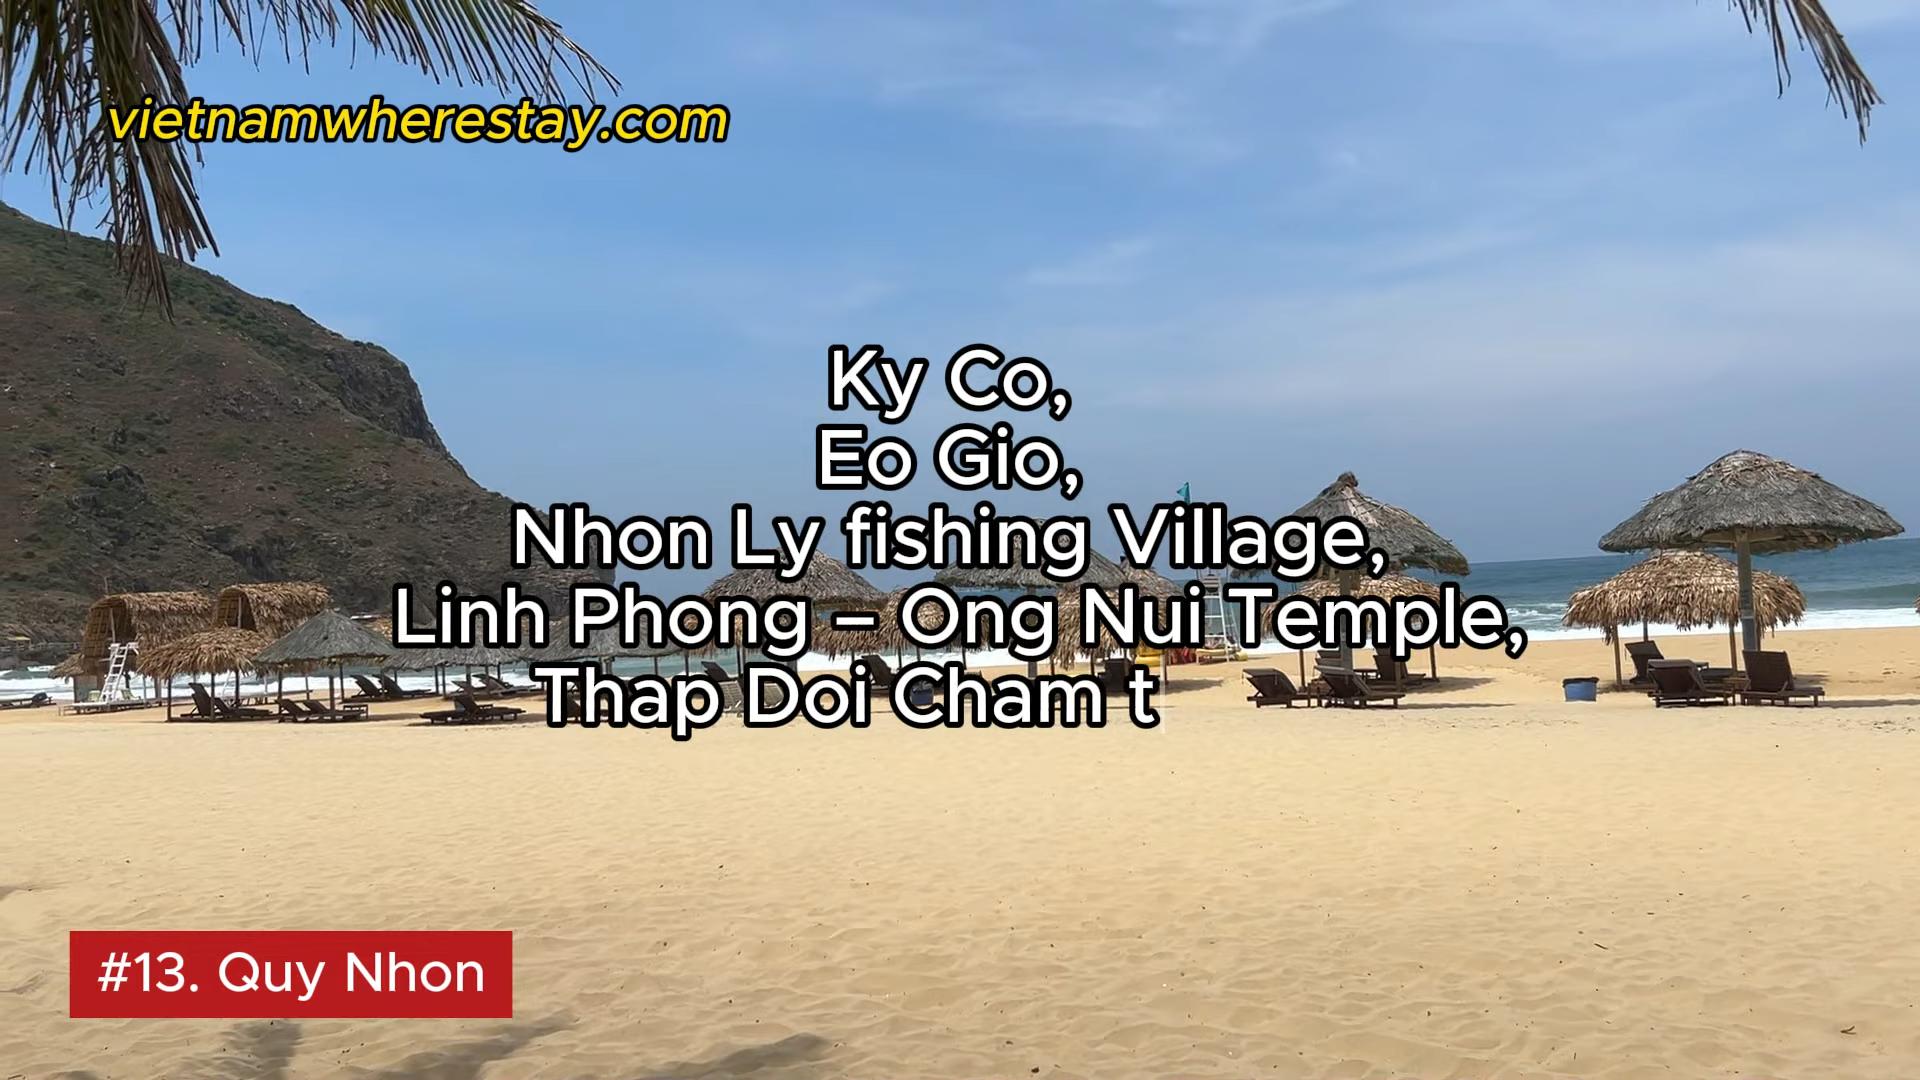 vietnamwherestay.com
Ky Co,
Eo Gio,
Nhon Ly fishing Village,
Linh Phong – Ong Nui Temple,
Thap Doi Cham t
#13. Quy Nhon